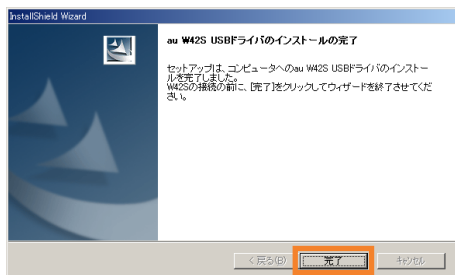 InstallShield Wizard
au W42S USBドライバのインストールの完了
セットアップは、コンピュータへのau W42S USBドライバのインストー
ルを完了しました。
W42Sの接続の前に、[完了]をクリックしてウィザードを終了させてくだ
さい。
< 戻る(B)
完了
キャンセル